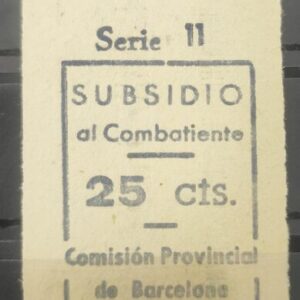 Serie 11
SUBSIDIO
al Combatiente
25 cts.
Comisión Provincial
de Barcelona